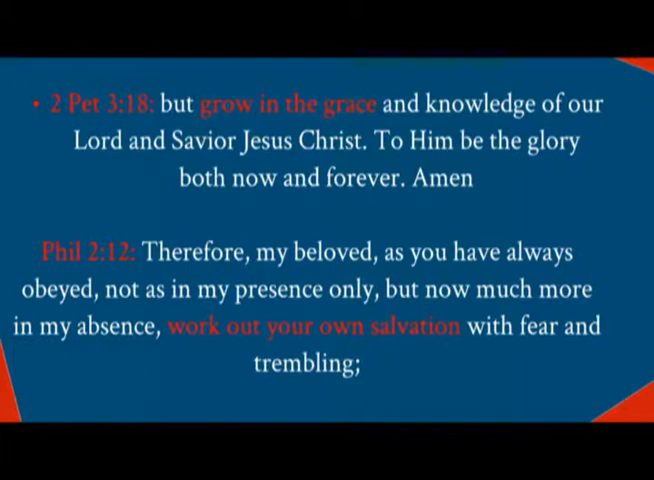 • 2 Pet 3:18: but grow in the grace and knowledge of our
Lord and Savior Jesus Christ. To Him be the glory
both now and forever. Amen
Phil 2:12: Therefore, my beloved, as you have always
obeyed, not as in my presence only, but now much more
in my absence, work out your own salvation with fear and
trembling;